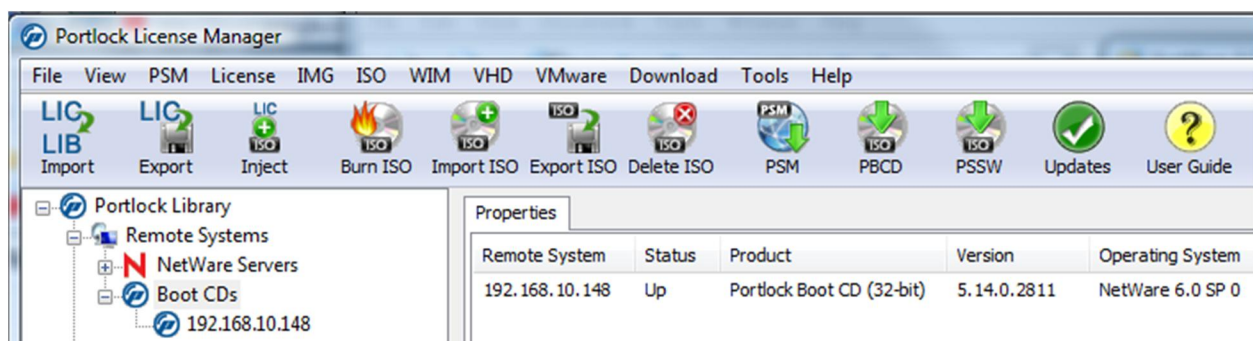 Portlock License Manager
File View PSM License IMG ISO WIM VHD VMware Download Tools Help
LIC LIB LIC LIC ISO ISO ISO ISO ISO PSM ISO ISO ?
Import Export Inject Burn ISO Import ISO Export ISO Delete ISO PSM PBCD PSSW Updates User Guide
Portlock Library
Remote Systems
NetWare Servers
Boot CDs
192.168.10.148
Properties
Remote System Status Product Version Operating System
192.168.10.148 Up Portlock Boot CD (32-bit) 5.14.0.2811 NetWare 6.0 SP 0